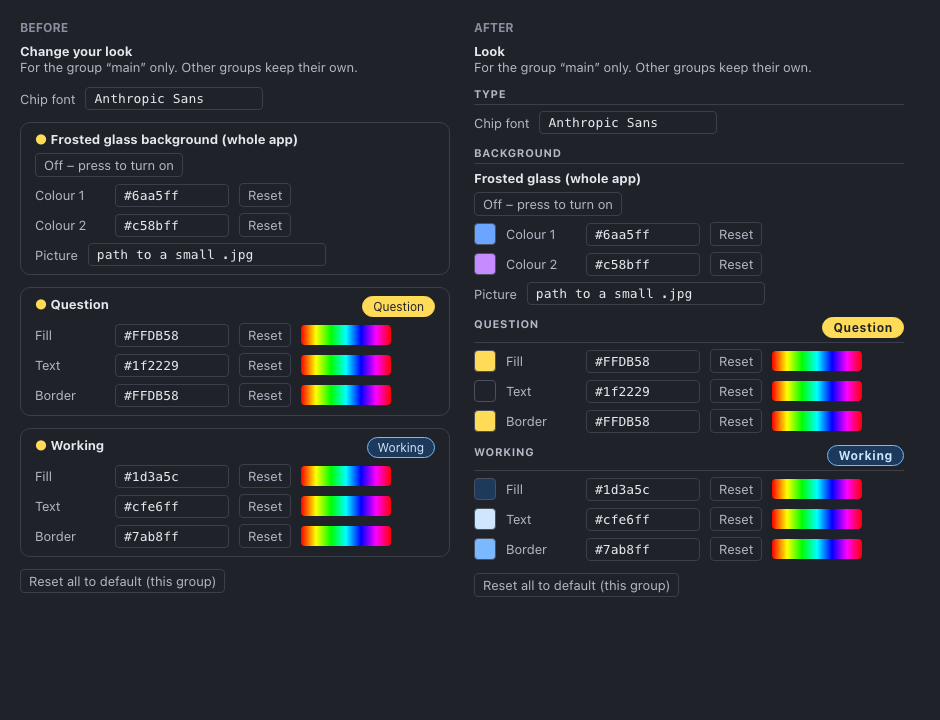 BEFORE
Change your look
For the group “main” only. Other groups keep their own.
Chip font Anthropic Sans
Frosted glass background (whole app)
Off – press to turn on
Colour 1 #6aa5ff Reset
Colour 2 #c58bff Reset
Picture path to a small .jpg
Question Question
Fill #FFDB58 Reset
Text #1f2229 Reset
Border #FFDB58 Reset
Working Working
Fill #1d3a5c Reset
Text #cfe6ff Reset
Border #7ab8ff Reset
Reset all to default (this group)
AFTER
Look
For the group “main” only. Other groups keep their own.
TYPE
Chip font Anthropic Sans
BACKGROUND
Frosted glass (whole app)
Off – press to turn on
Colour 1 #6aa5ff Reset
Colour 2 #c58bff Reset
Picture path to a small .jpg
QUESTION Question
Fill #FFDB58 Reset
Text #1f2229 Reset
Border #FFDB58 Reset
WORKING Working
Fill #1d3a5c Reset
Text #cfe6ff Reset
Border #7ab8ff Reset
Reset all to default (this group)